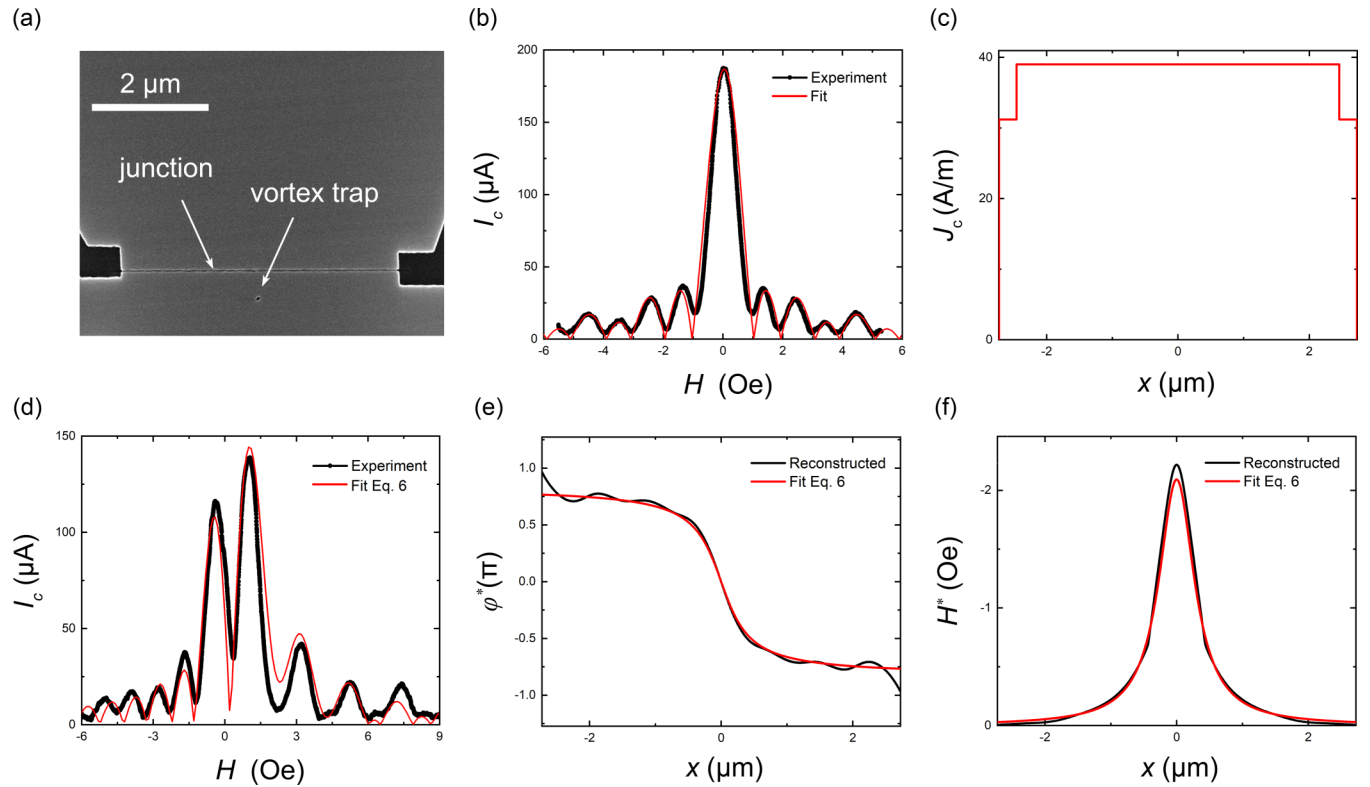 (a)
2 μm
junction
vortex trap
(b)
200
150
100
50
0
-6 -4 -2 0 2 4 6
I_c (μA)
H (Oe)
Experiment
Fit
(c)
40
20
0
-2 0 2
J_c (A/m)
x (μm)
(d)
150
100
50
0
-6 -3 0 3 6 9
I_c (μA)
H (Oe)
Experiment
Fit Eq. 6
(e)
1.0
0.5
0.0
-0.5
-1.0
-2 0 2
φ*(π)
x (μm)
Reconstructed
Fit Eq. 6
(f)
-2
-1
0
-2 0 2
H* (Oe)
x (μm)
Reconstructed
Fit Eq. 6